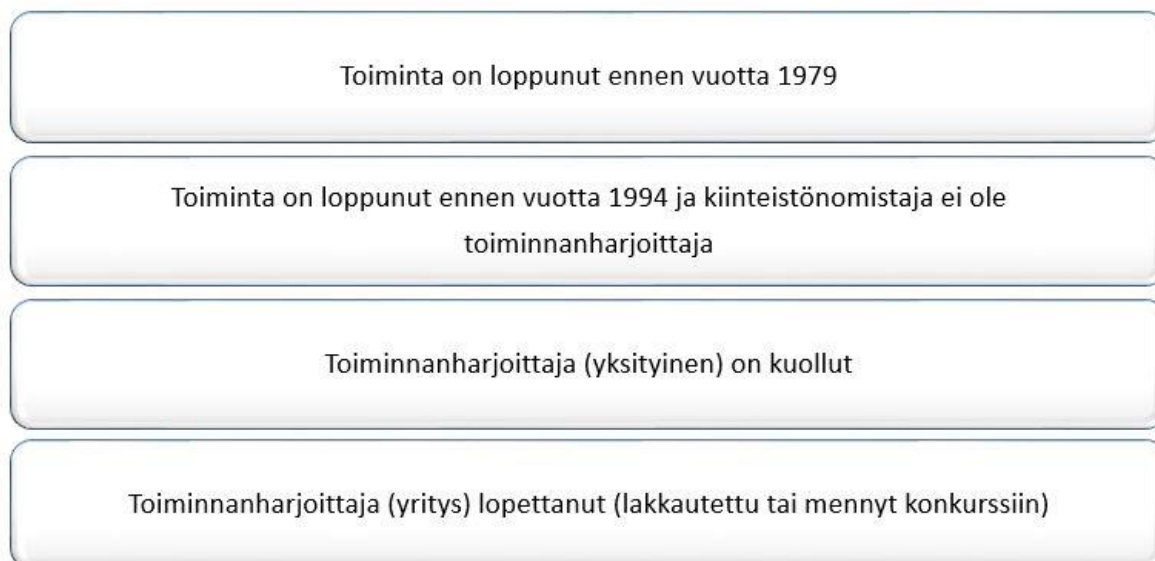 Toiminta on loppunut ennen vuotta 1979
Toiminta on loppunut ennen vuotta 1994 ja kiinteistönomistaja ei ole
toiminnanharjoittaja
Toiminnanharjoittaja (yksityinen) on kuollut
Toiminnanharjoittaja (yritys) lopettanut (lakkautettu tai mennyt konkurssiin)